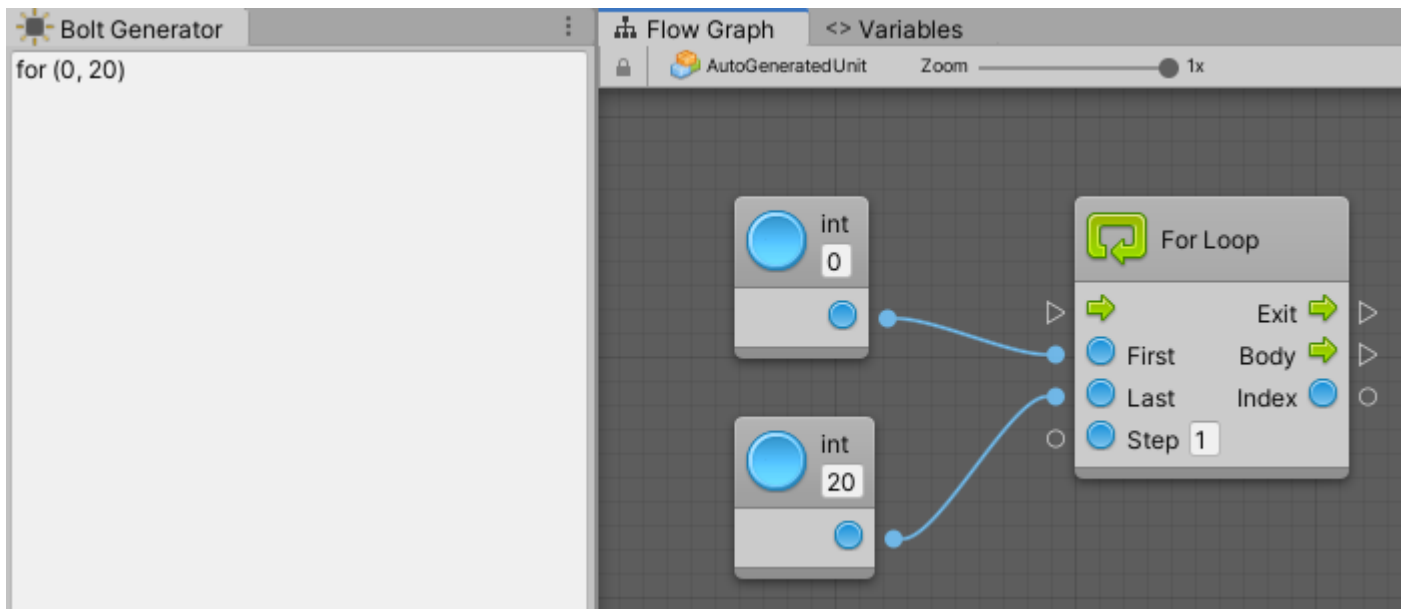 Bolt Generator
for (0, 20)
Flow Graph
<> Variables
AutoGeneratedUnit
Zoom
1x
int
0
int
20
For Loop
Exit
First
Body
Last
Index
Step 1